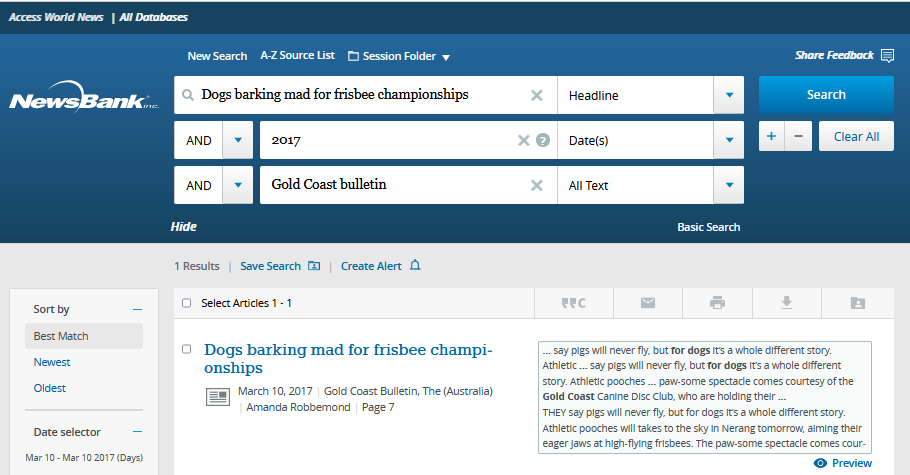 Access World News | All Databases
New Search A-Z Source List Session Folder Share Feedback
NewsBank inc.
Dogs barking mad for frisbee championships Headline Search
AND 2017 Date(s) + − Clear All
AND Gold Coast bulletin All Text
Hide Basic Search
1 Results | Save Search | Create Alert
Sort by
Best Match
Newest
Oldest
Date selector
Mar 10 - Mar 10 2017 (Days)
Select Articles 1 - 1
Dogs barking mad for frisbee champi-
onships
March 10, 2017 | Gold Coast Bulletin, The (Australia)
| Amanda Robbemond | Page 7
... say pigs will never fly, but for dogs it's a whole different story.
Athletic ... say pigs will never fly, but for dogs it's a whole different
story. Athletic pooches ... paw-some spectacle comes courtesy of the
Gold Coast Canine Disc Club, who are holding their ...
THEY say pigs will never fly, but for dogs it's a whole different story.
Athletic pooches will takes to the sky in Nerang tomorrow, aiming their
eager jaws at high-flying frisbees. The paw-some spectacle comes cour-
Preview